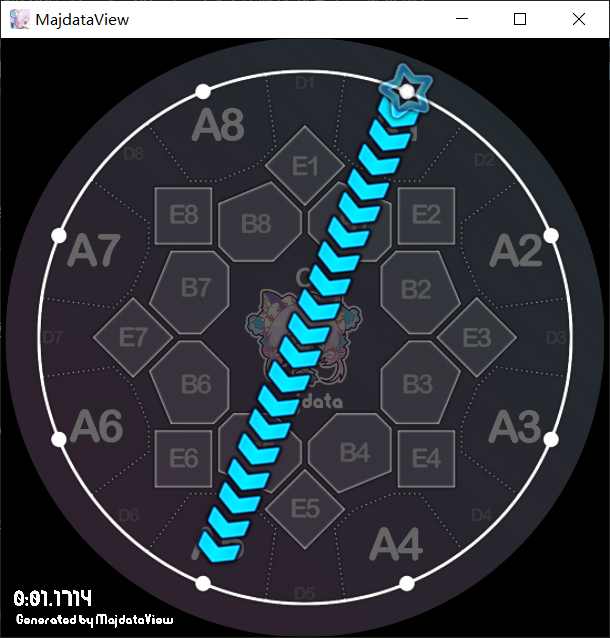 MajdataView
D1
A8
D8
D2
E1
E8
B8
E2
A7
A2
B7
C
B2
D7
E7
E3
D3
B6
B3
A6
jdata
A3
E6
B4
E4
E5
D6
D4
A4
D5
0:01.1714
Generated by MajdataView